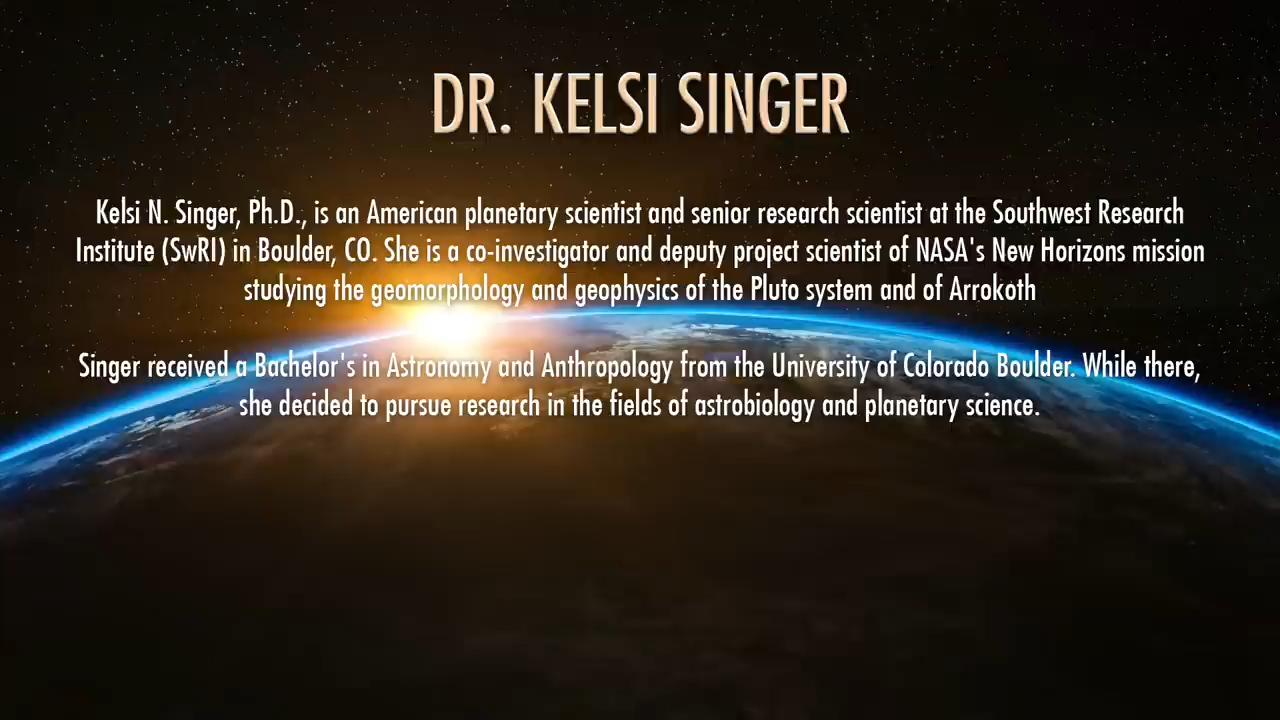 DR. KELSI SINGER
Kelsi N. Singer, Ph.D., is an American planetary scientist and senior research scientist at the Southwest Research
Institute (SwRI) in Boulder, CO. She is a co-investigator and deputy project scientist of NASA's New Horizons mission
studying the geomorphology and geophysics of the Pluto system and of Arrokoth
Singer received a Bachelor's in Astronomy and Anthropology from the University of Colorado Boulder. While there,
she decided to pursue research in the fields of astrobiology and planetary science.